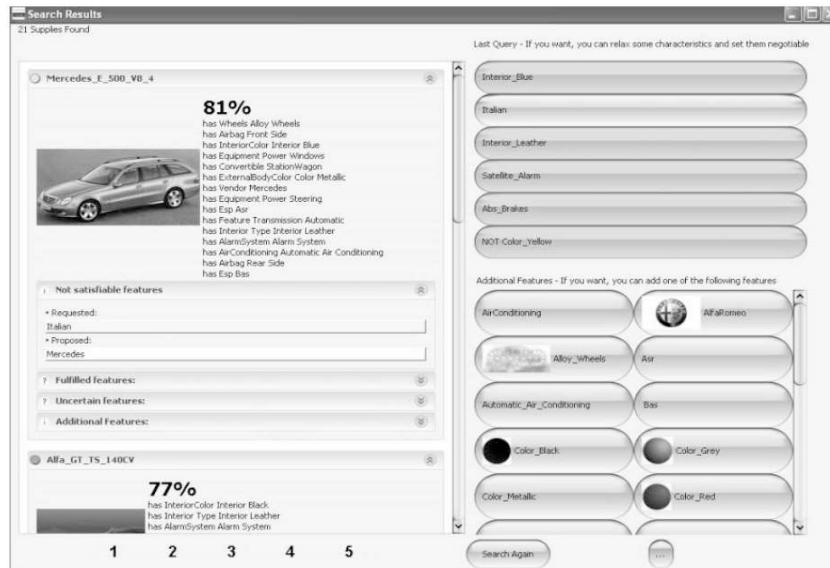 Search Results
21 Supplies Found
Mercedes_E_500_V8_4
81%
has Wheels Alloy Wheels
has Airbag Front Side
has InteriorColor Interior Blue
has Equipment Power Windows
has Convertible StationWagon
has ExternalBodyColor Color Metallic
has Vendor Mercedes
has Equipment Power Steering
has Esp Asr
has Feature Transmission Automatic
has Interior Type Interior Leather
has AlarmSystem Alarm System
has AirConditioning Automatic Air Conditioning
has Airbag Rear Side
has Esp Bas
Not satisfiable features
• Requested:
Italian
• Proposed:
Mercedes
? Fulfilled features:
? Uncertain features:
Additional Features:
Alfa_GT_TS_140CV
77%
has InteriorColor Interior Black
has Interior Type Interior Leather
has AlarmSystem Alarm System
1 2 3 4 5
Last Query - If you want, you can relax some characteristics and set them negotiable
Interior_Blue
Italian
Interior_Leather
Satellite_Alarm
Abs_Brakes
NOT Color_Yellow
Additional Features - If you want, you can add one of the following features
AirConditioning AlfaRomeo
Alloy_Wheels Asr
Automatic_Air_Conditioning Bas
Color_Black Color_Grey
Color_Metallic Color_Red
Search Again ...